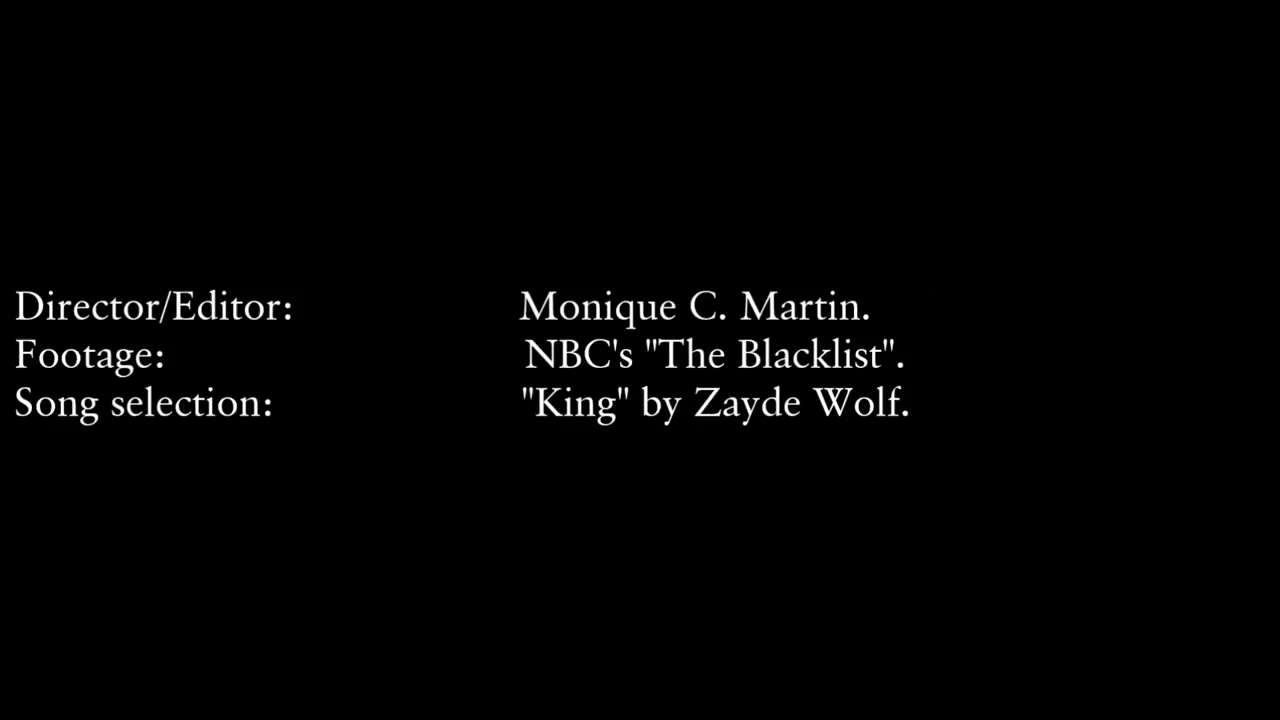 Director/Editor: Monique C. Martin.
Footage: NBC's "The Blacklist".
Song selection: "King" by Zayde Wolf.